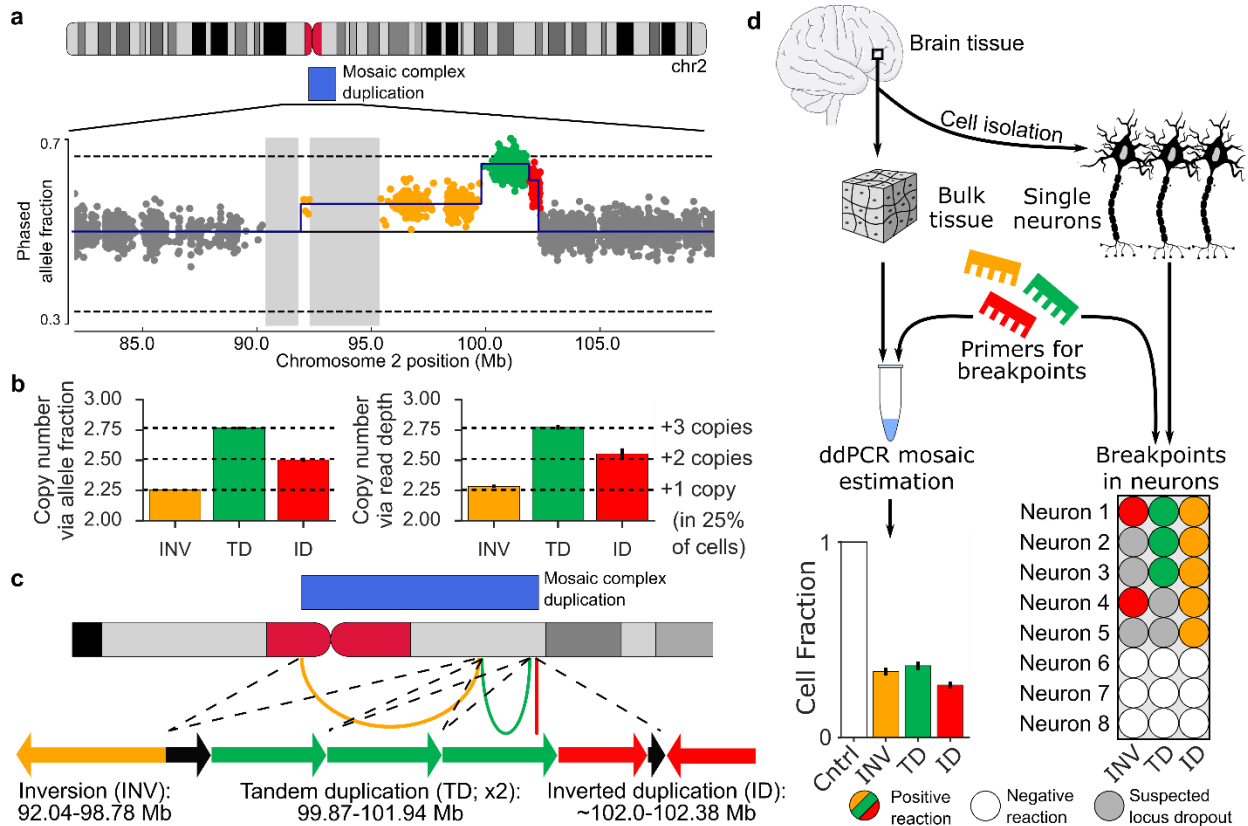 a
chr2
Mosaic complex
duplication
Phased
allele fraction
0.7
0.3
85.0
90.0
95.0
100.0
105.0
Chromosome 2 position (Mb)
b
Copy number
via allele fraction
3.00
2.75
2.50
2.25
2.00
INV
TD
ID
Copy number
via read depth
3.00
2.75
2.50
2.25
2.00
INV
TD
ID
+3 copies
+2 copies
+1 copy
(in 25%
of cells)
c
Mosaic complex
duplication
Inversion (INV):
92.04-98.78 Mb
Tandem duplication (TD; x2):
99.87-101.94 Mb
Inverted duplication (ID):
~102.0-102.38 Mb
d
Brain tissue
Cell isolation
Bulk
tissue
Single
neurons
Primers for
breakpoints
ddPCR mosaic
estimation
Cell Fraction
1
0
Cntrl
INV
TD
ID
Breakpoints
in neurons
Neuron 1
Neuron 2
Neuron 3
Neuron 4
Neuron 5
Neuron 6
Neuron 7
Neuron 8
INV
TD
ID
Positive
reaction
Negative
reaction
Suspected
locus dropout